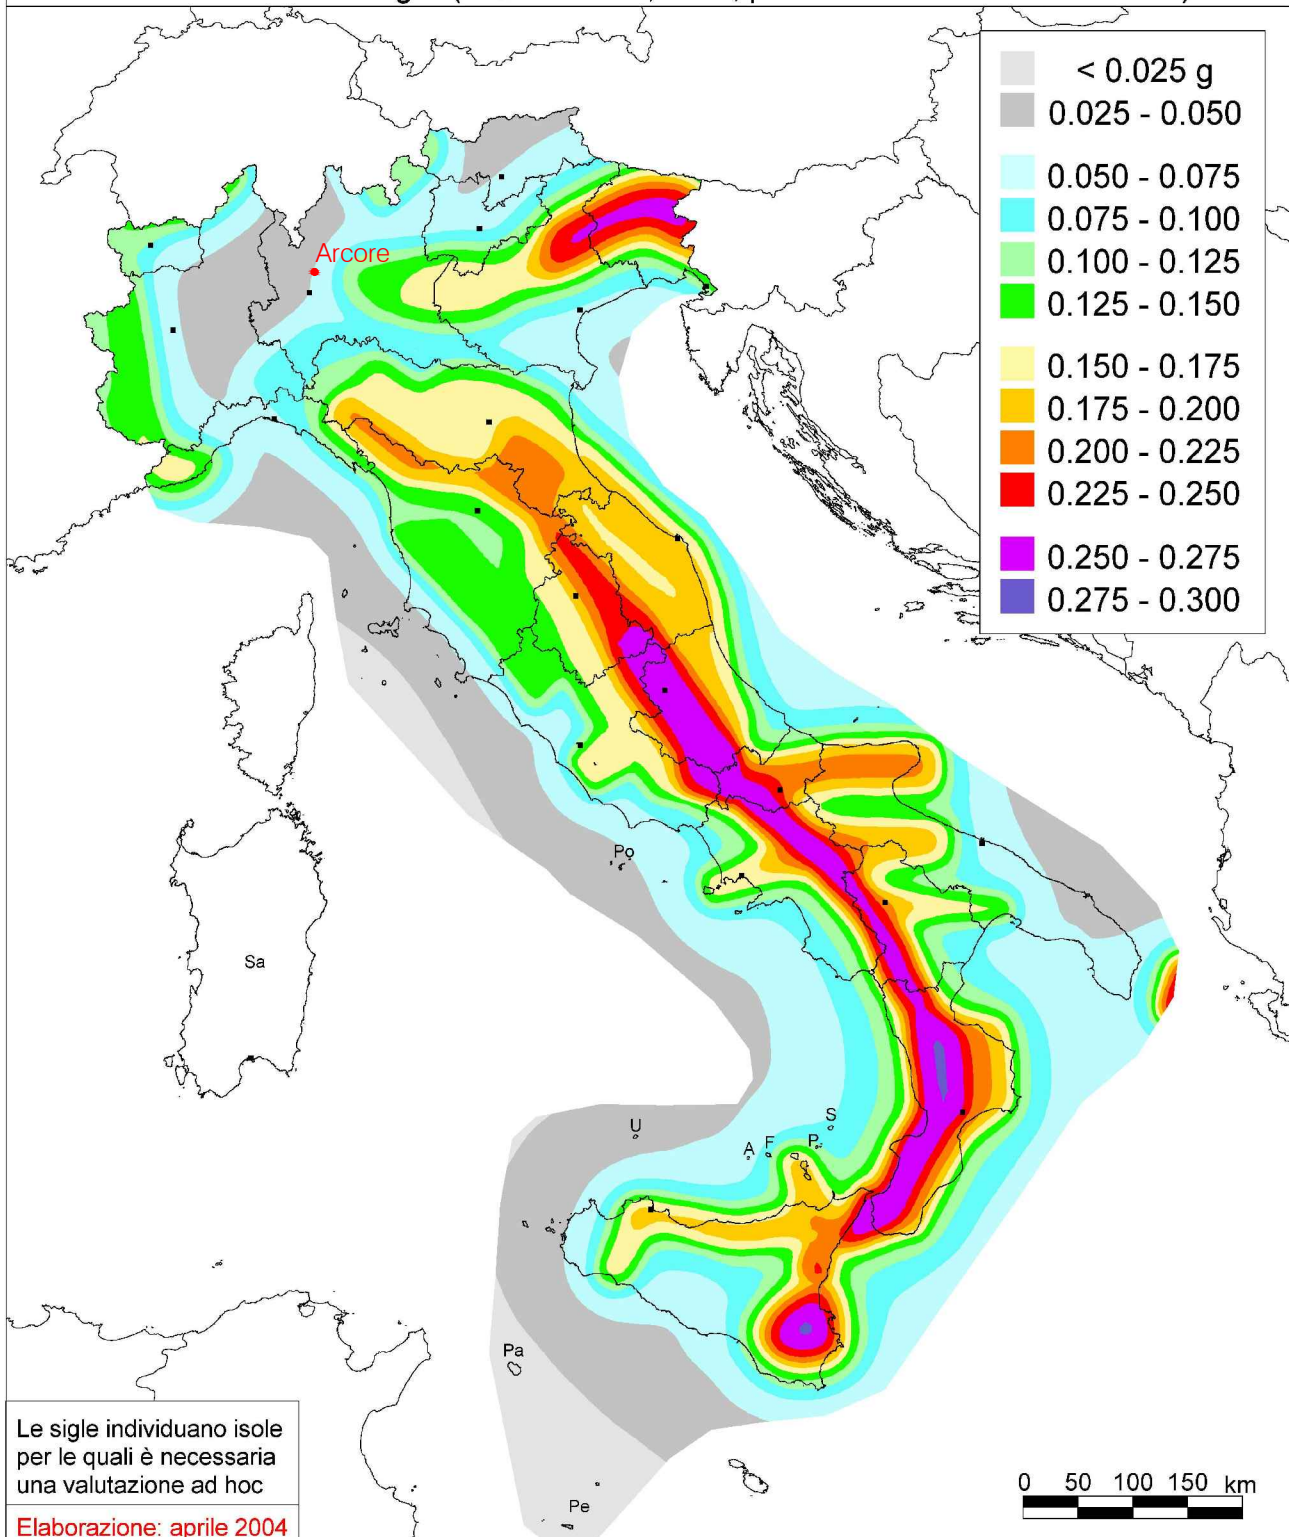 < 0.025 g
0.025 - 0.050
0.050 - 0.075
0.075 - 0.100
0.100 - 0.125
0.125 - 0.150
0.150 - 0.175
0.175 - 0.200
0.200 - 0.225
0.225 - 0.250
0.250 - 0.275
0.275 - 0.300
Arcore
Po
Sa
U
S
A
F
P
Pa
Pe
Le sigle individuano isole
per le quali è necessaria
una valutazione ad hoc
Elaborazione: aprile 2004
0 50 100 150 km